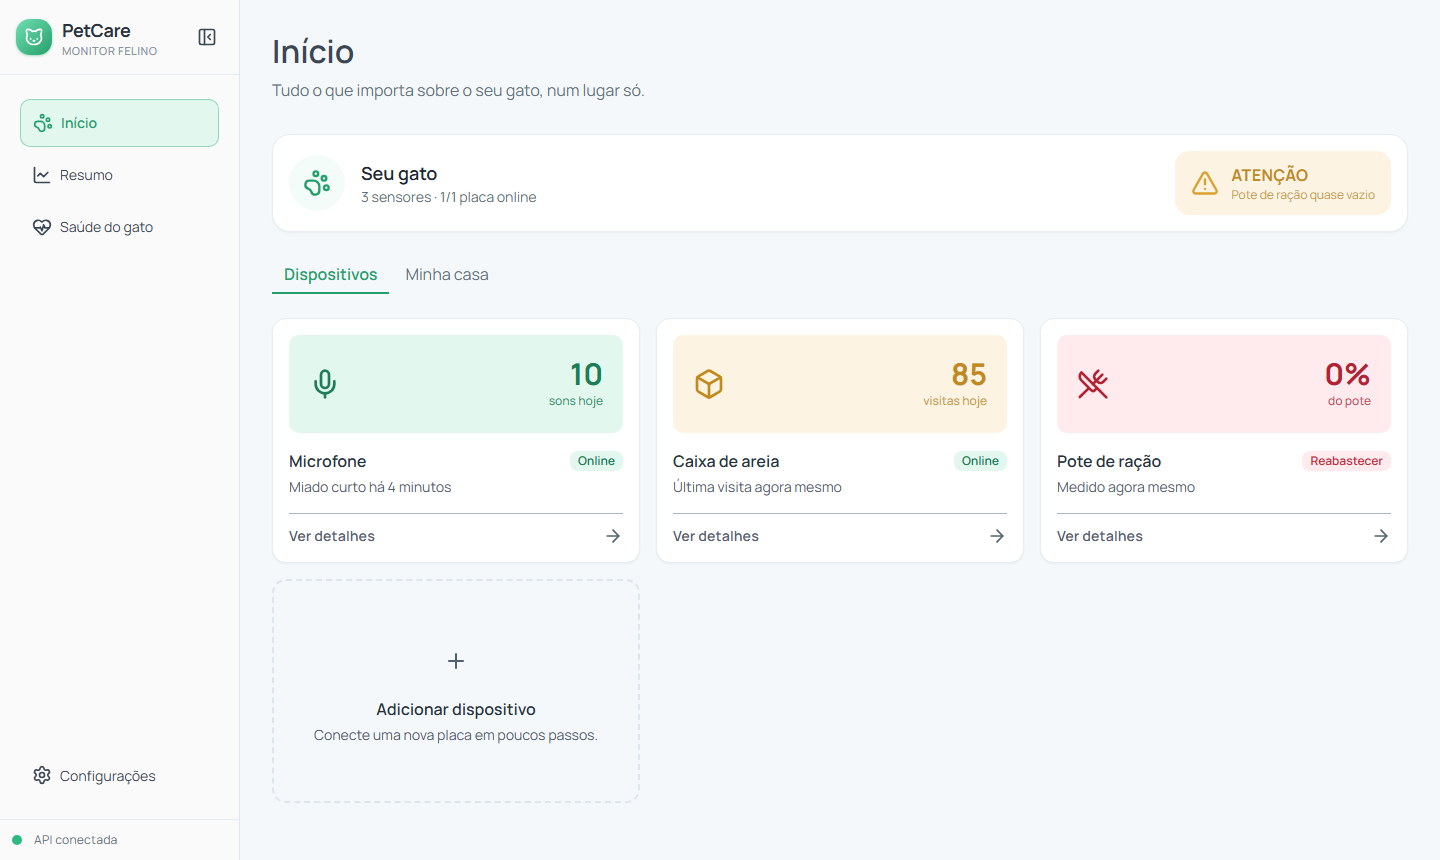 PetCare
MONITOR FELINO
Início
Resumo
Saúde do gato
Configurações
API conectada
Início
Tudo o que importa sobre o seu gato, num lugar só.
Seu gato
3 sensores · 1/1 placa online
ATENÇÃO
Pote de ração quase vazio
Dispositivos
Minha casa
10
sons hoje
Microfone
Online
Miado curto há 4 minutos
Ver detalhes
85
visitas hoje
Caixa de areia
Online
Última visita agora mesmo
Ver detalhes
0%
do pote
Pote de ração
Reabastecer
Medido agora mesmo
Ver detalhes
Adicionar dispositivo
Conecte uma nova placa em poucos passos.